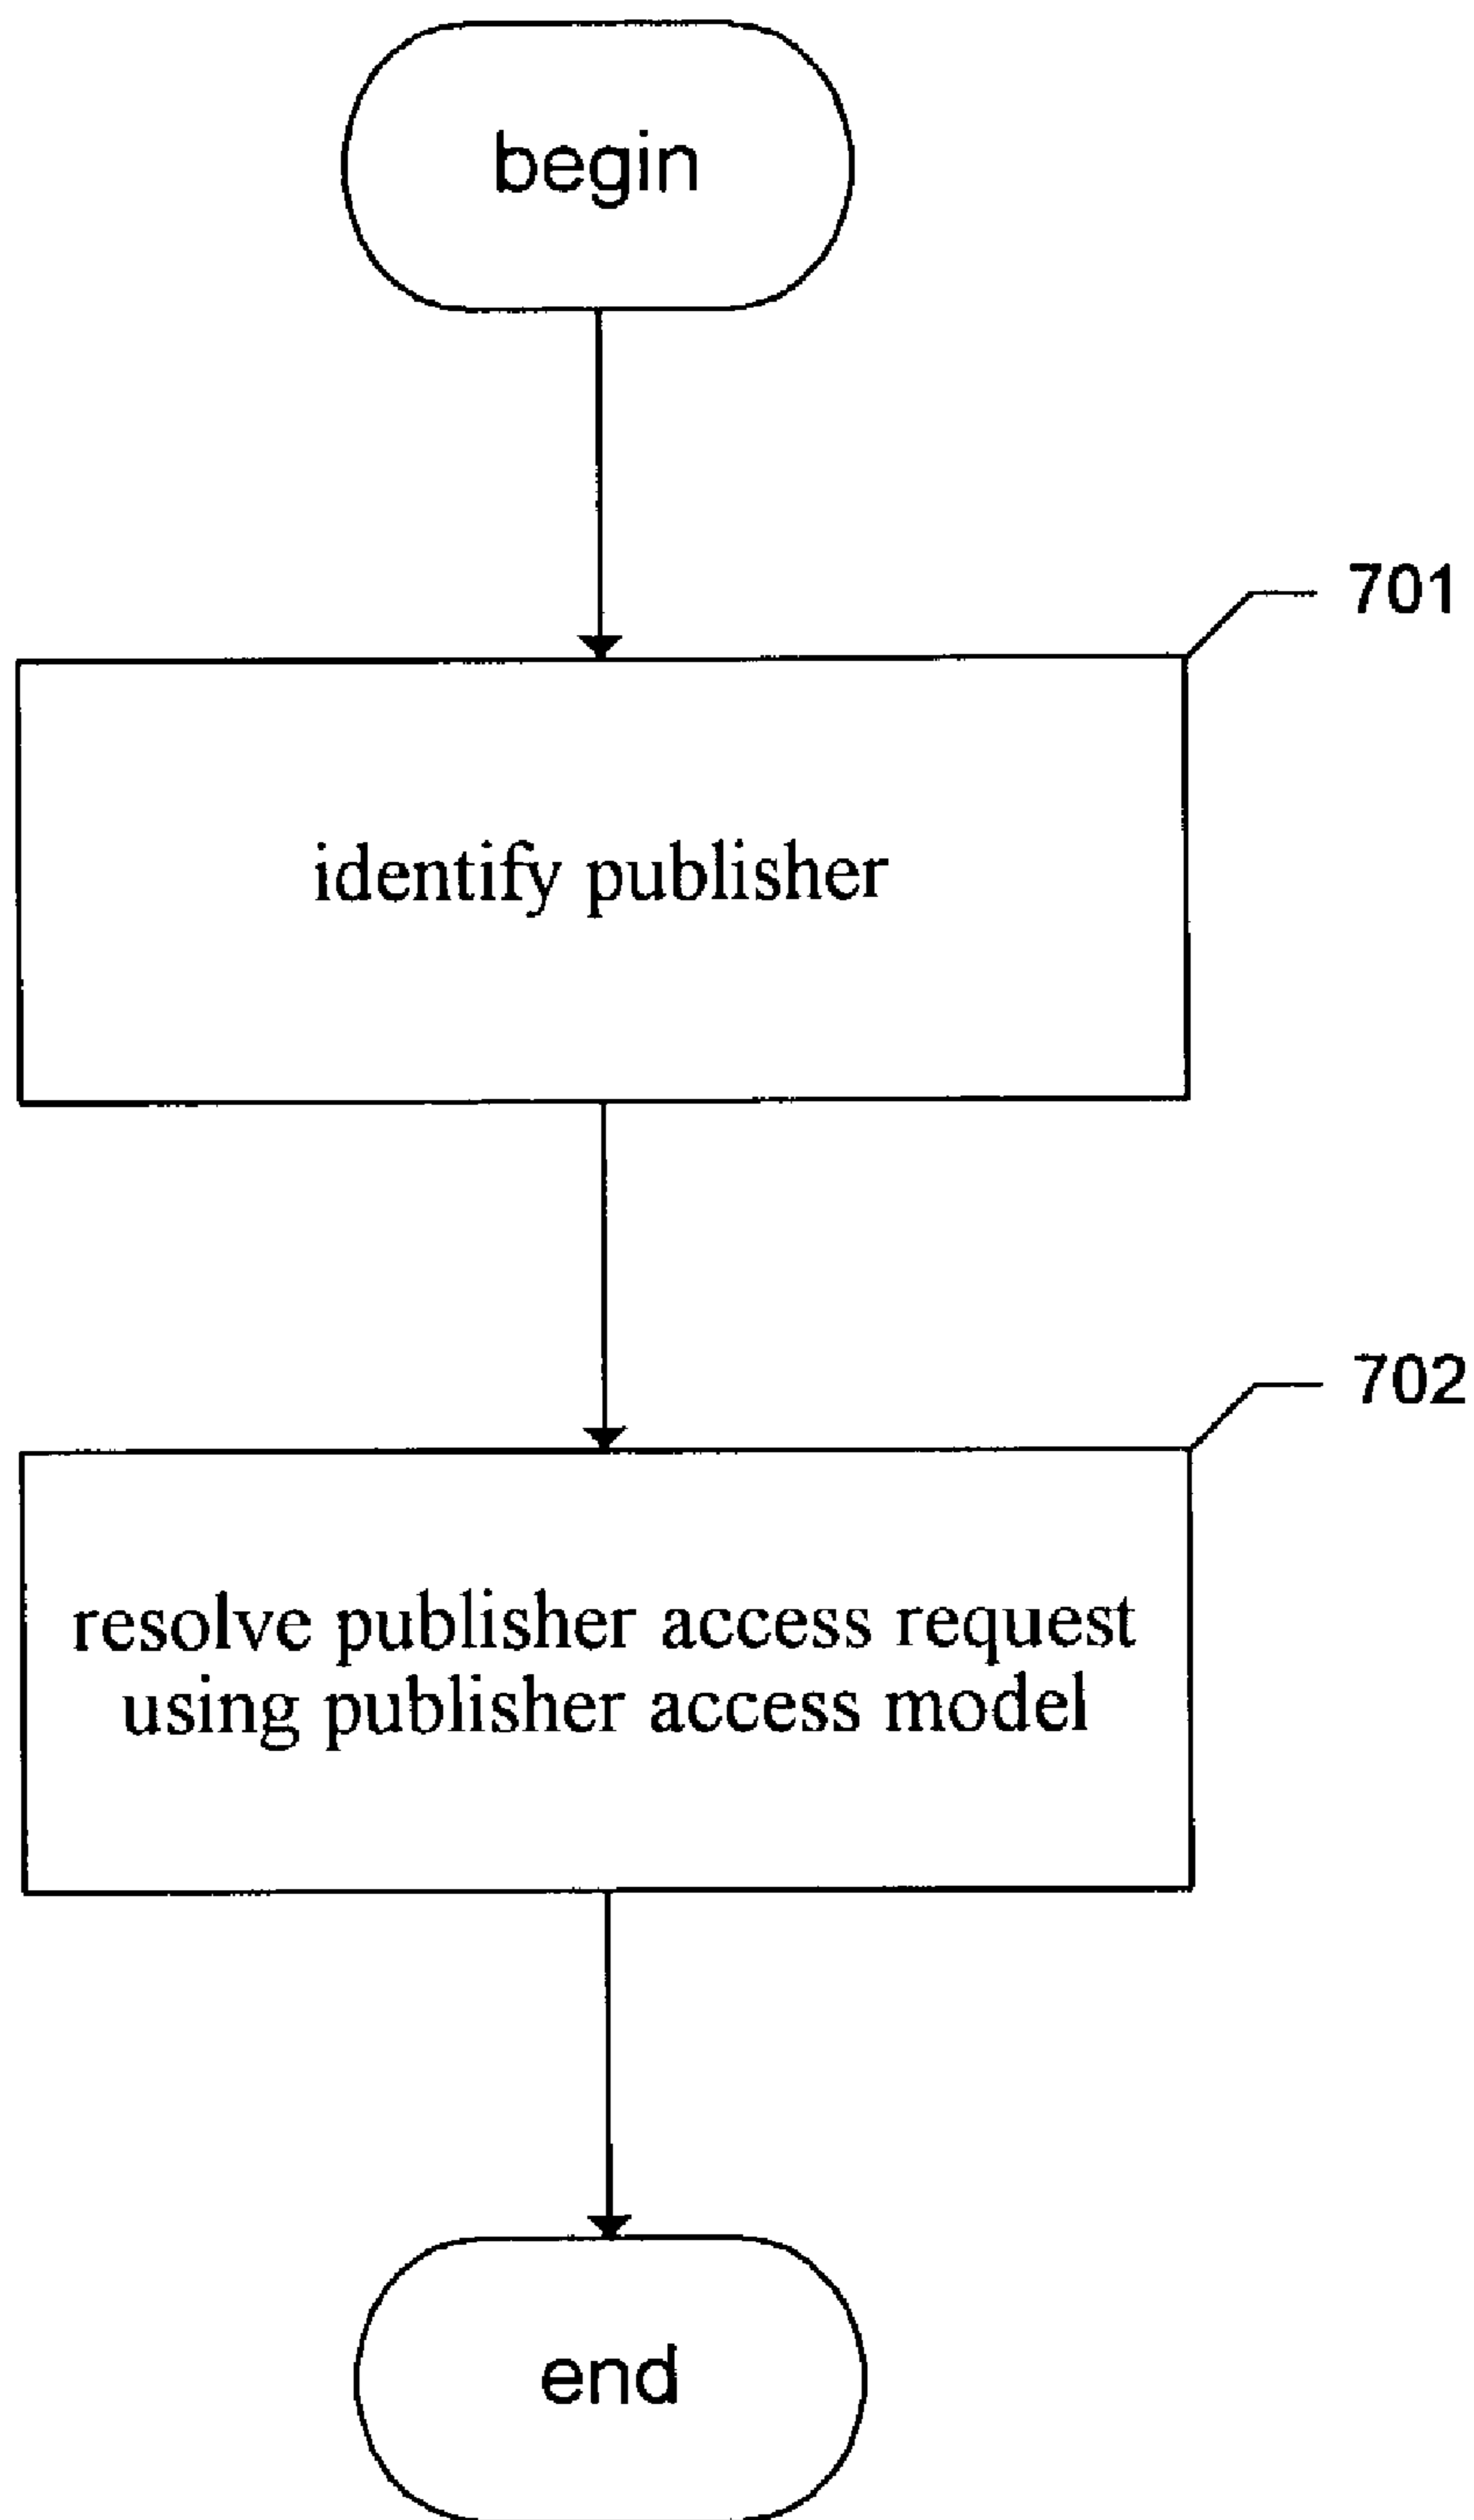 begin
701
identify publisher
702
resolve publisher access request
using publisher access model
end